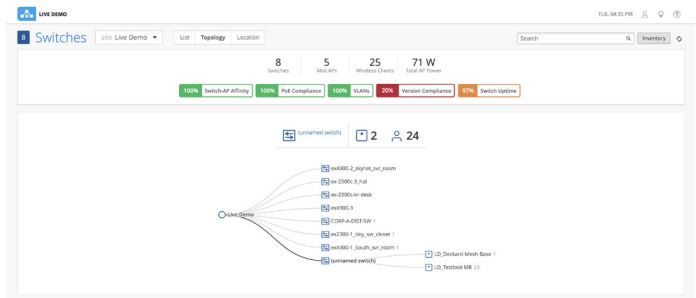 LIVE DEMO
TUE, 04:35 PM
8 Switches
site Live Demo
List Topology Location
Search
Inventory
8 5 25 71 W
Switches Mist APs Wireless Clients Total AP Power
100% Switch-AP Affinity 100% PoE Compliance 100% VLANs 20% Version Compliance 97% Switch Uptime
(unnamed switch) 2 24
ex4300-2_skynet_svr_room
ex-2300c-3_hal
ex-2300c-kr-desk
ex4300-3
Live Demo
CORP-A-DIST-SW 1
1
ex4300-1_South_svr_room 1
LD_Deckard-Mesh-Base 1
(unnamed switch)
LD_Testbed-MB 23